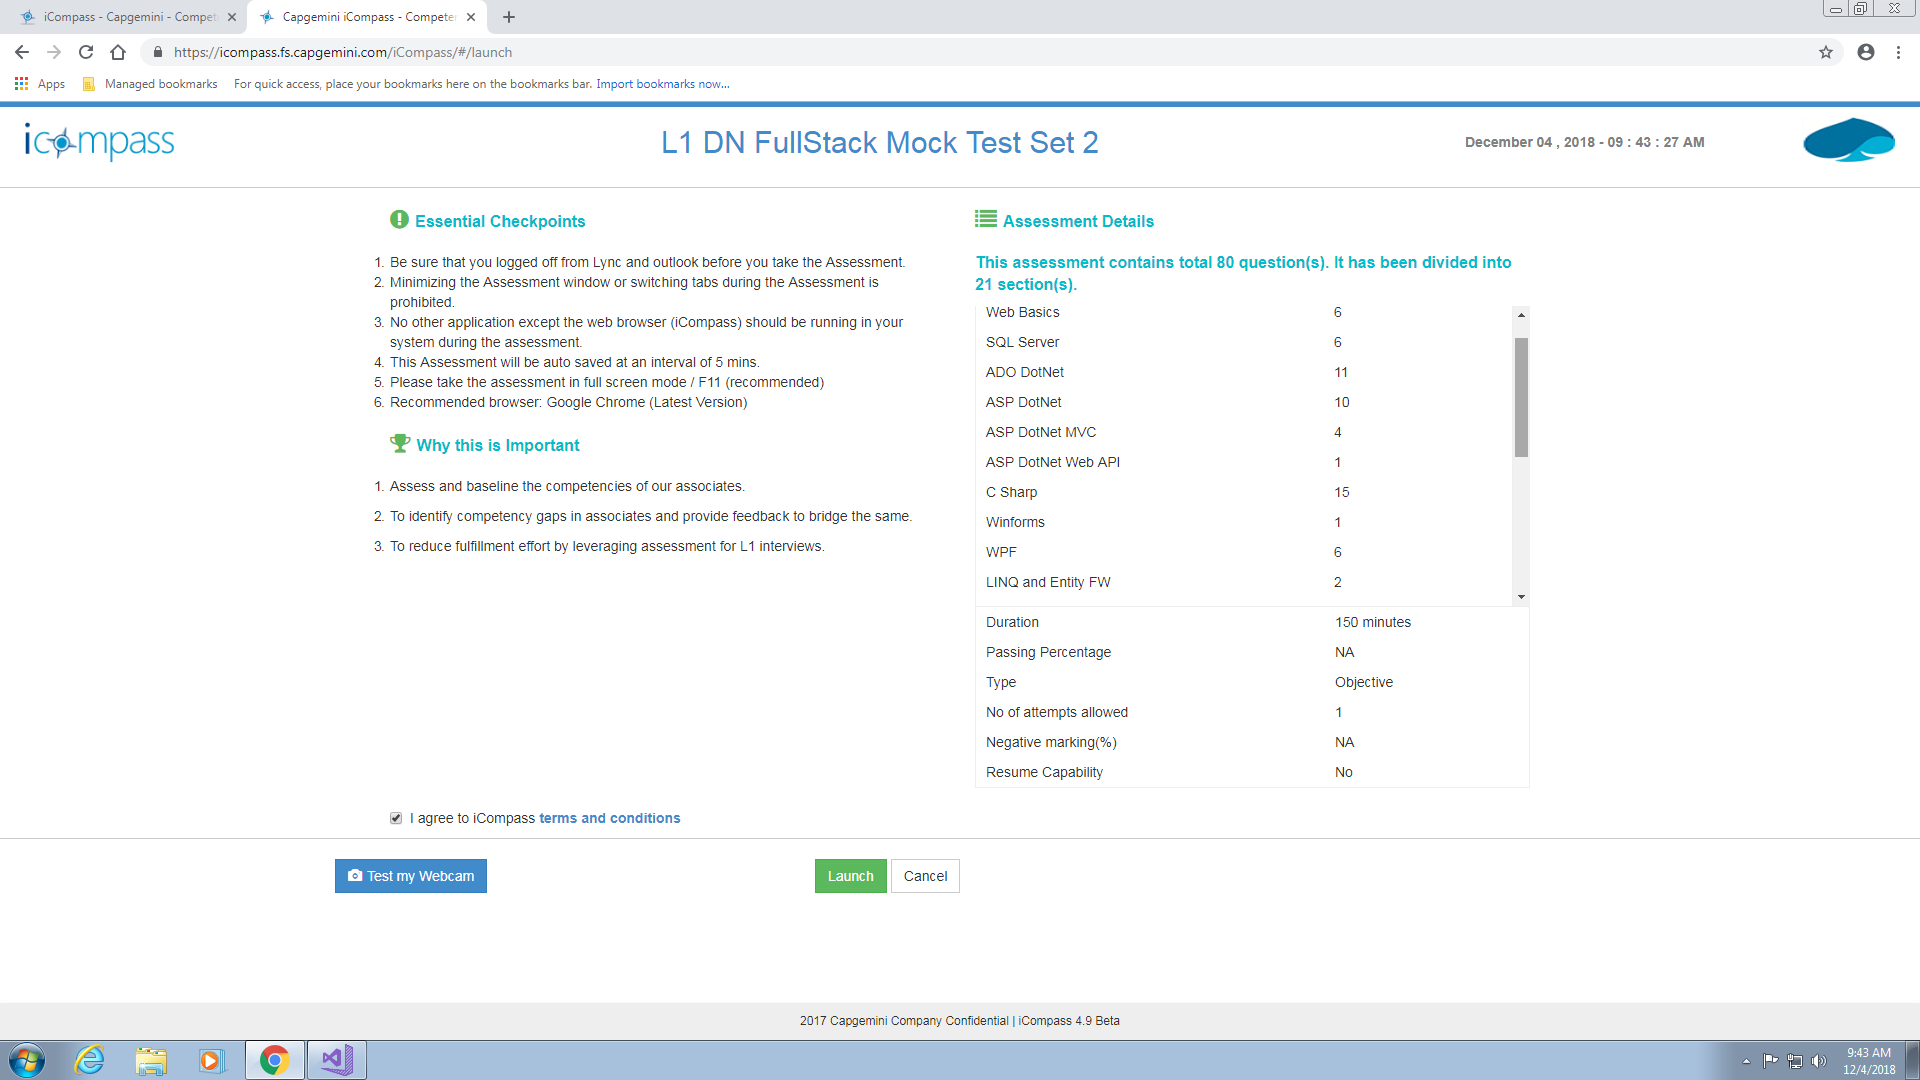 iCompass - Capgemini - Compet
Capgemini iCompass - Competen
https://icompass.fs.capgemini.com/iCompass/#/launch
Apps
Managed bookmarks
For quick access, place your bookmarks here on the bookmarks bar. Import bookmarks now...
icompass
L1 DN FullStack Mock Test Set 2
December 04 , 2018 - 09 : 43 : 27 AM
Essential Checkpoints
1. Be sure that you logged off from Lync and outlook before you take the Assessment.
2. Minimizing the Assessment window or switching tabs during the Assessment is
prohibited.
3. No other application except the web browser (iCompass) should be running in your
system during the assessment.
4. This Assessment will be auto saved at an interval of 5 mins.
5. Please take the assessment in full screen mode / F11 (recommended)
6. Recommended browser: Google Chrome (Latest Version)
Why this is Important
1. Assess and baseline the competencies of our associates.
2. To identify competency gaps in associates and provide feedback to bridge the same.
3. To reduce fulfillment effort by leveraging assessment for L1 interviews.
Assessment Details
This assessment contains total 80 question(s). It has been divided into
21 section(s).
Web Basics 6
SQL Server 6
ADO DotNet 11
ASP DotNet 10
ASP DotNet MVC 4
ASP DotNet Web API 1
C Sharp 15
Winforms 1
WPF 6
LINQ and Entity FW 2
Duration 150 minutes
Passing Percentage NA
Type Objective
No of attempts allowed 1
Negative marking(%) NA
Resume Capability No
I agree to iCompass terms and conditions
Test my Webcam
Launch
Cancel
2017 Capgemini Company Confidential | iCompass 4.9 Beta
9:43 AM
12/4/2018